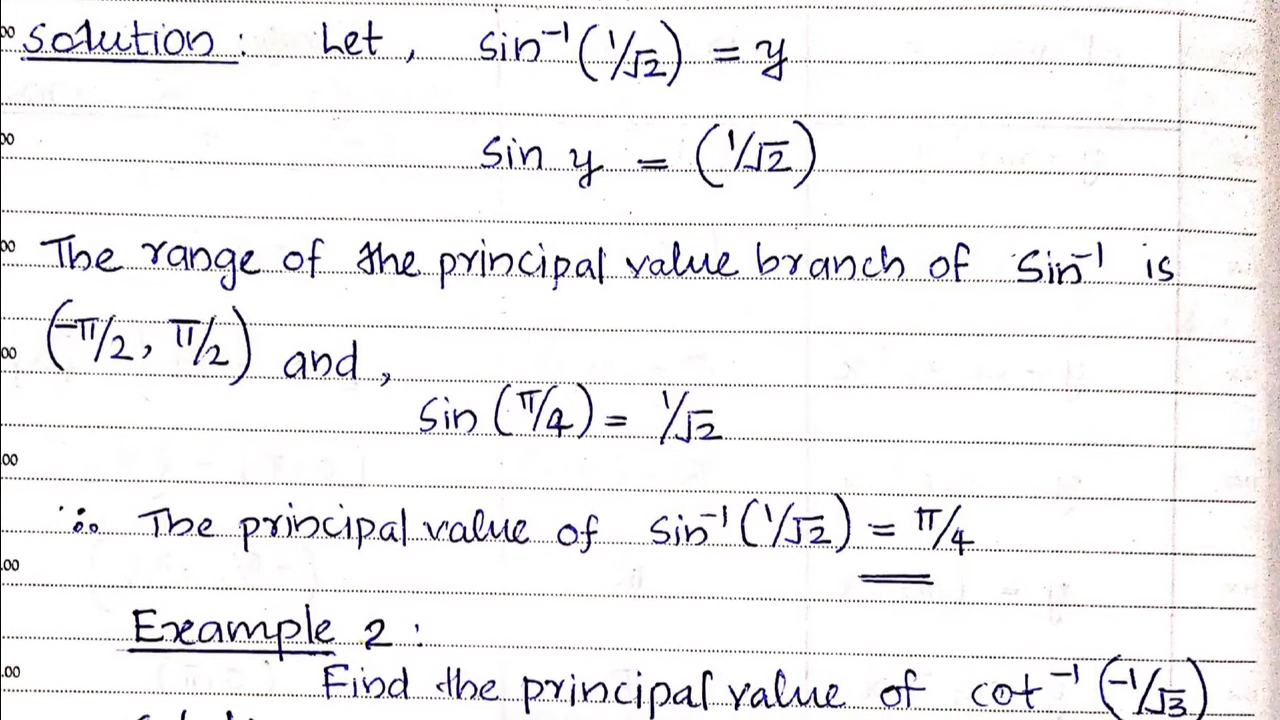 Solution : Let, sin⁻¹(1/√2) = y
sin y = (1/√2)
The range of the principal value branch of sin⁻¹ is
(-π/2, π/2) and,
sin (π/4) = 1/√2
∴ The principal value of sin⁻¹(1/√2) = π/4
Example 2 :
Find the principal value of cot⁻¹(-1/√3)